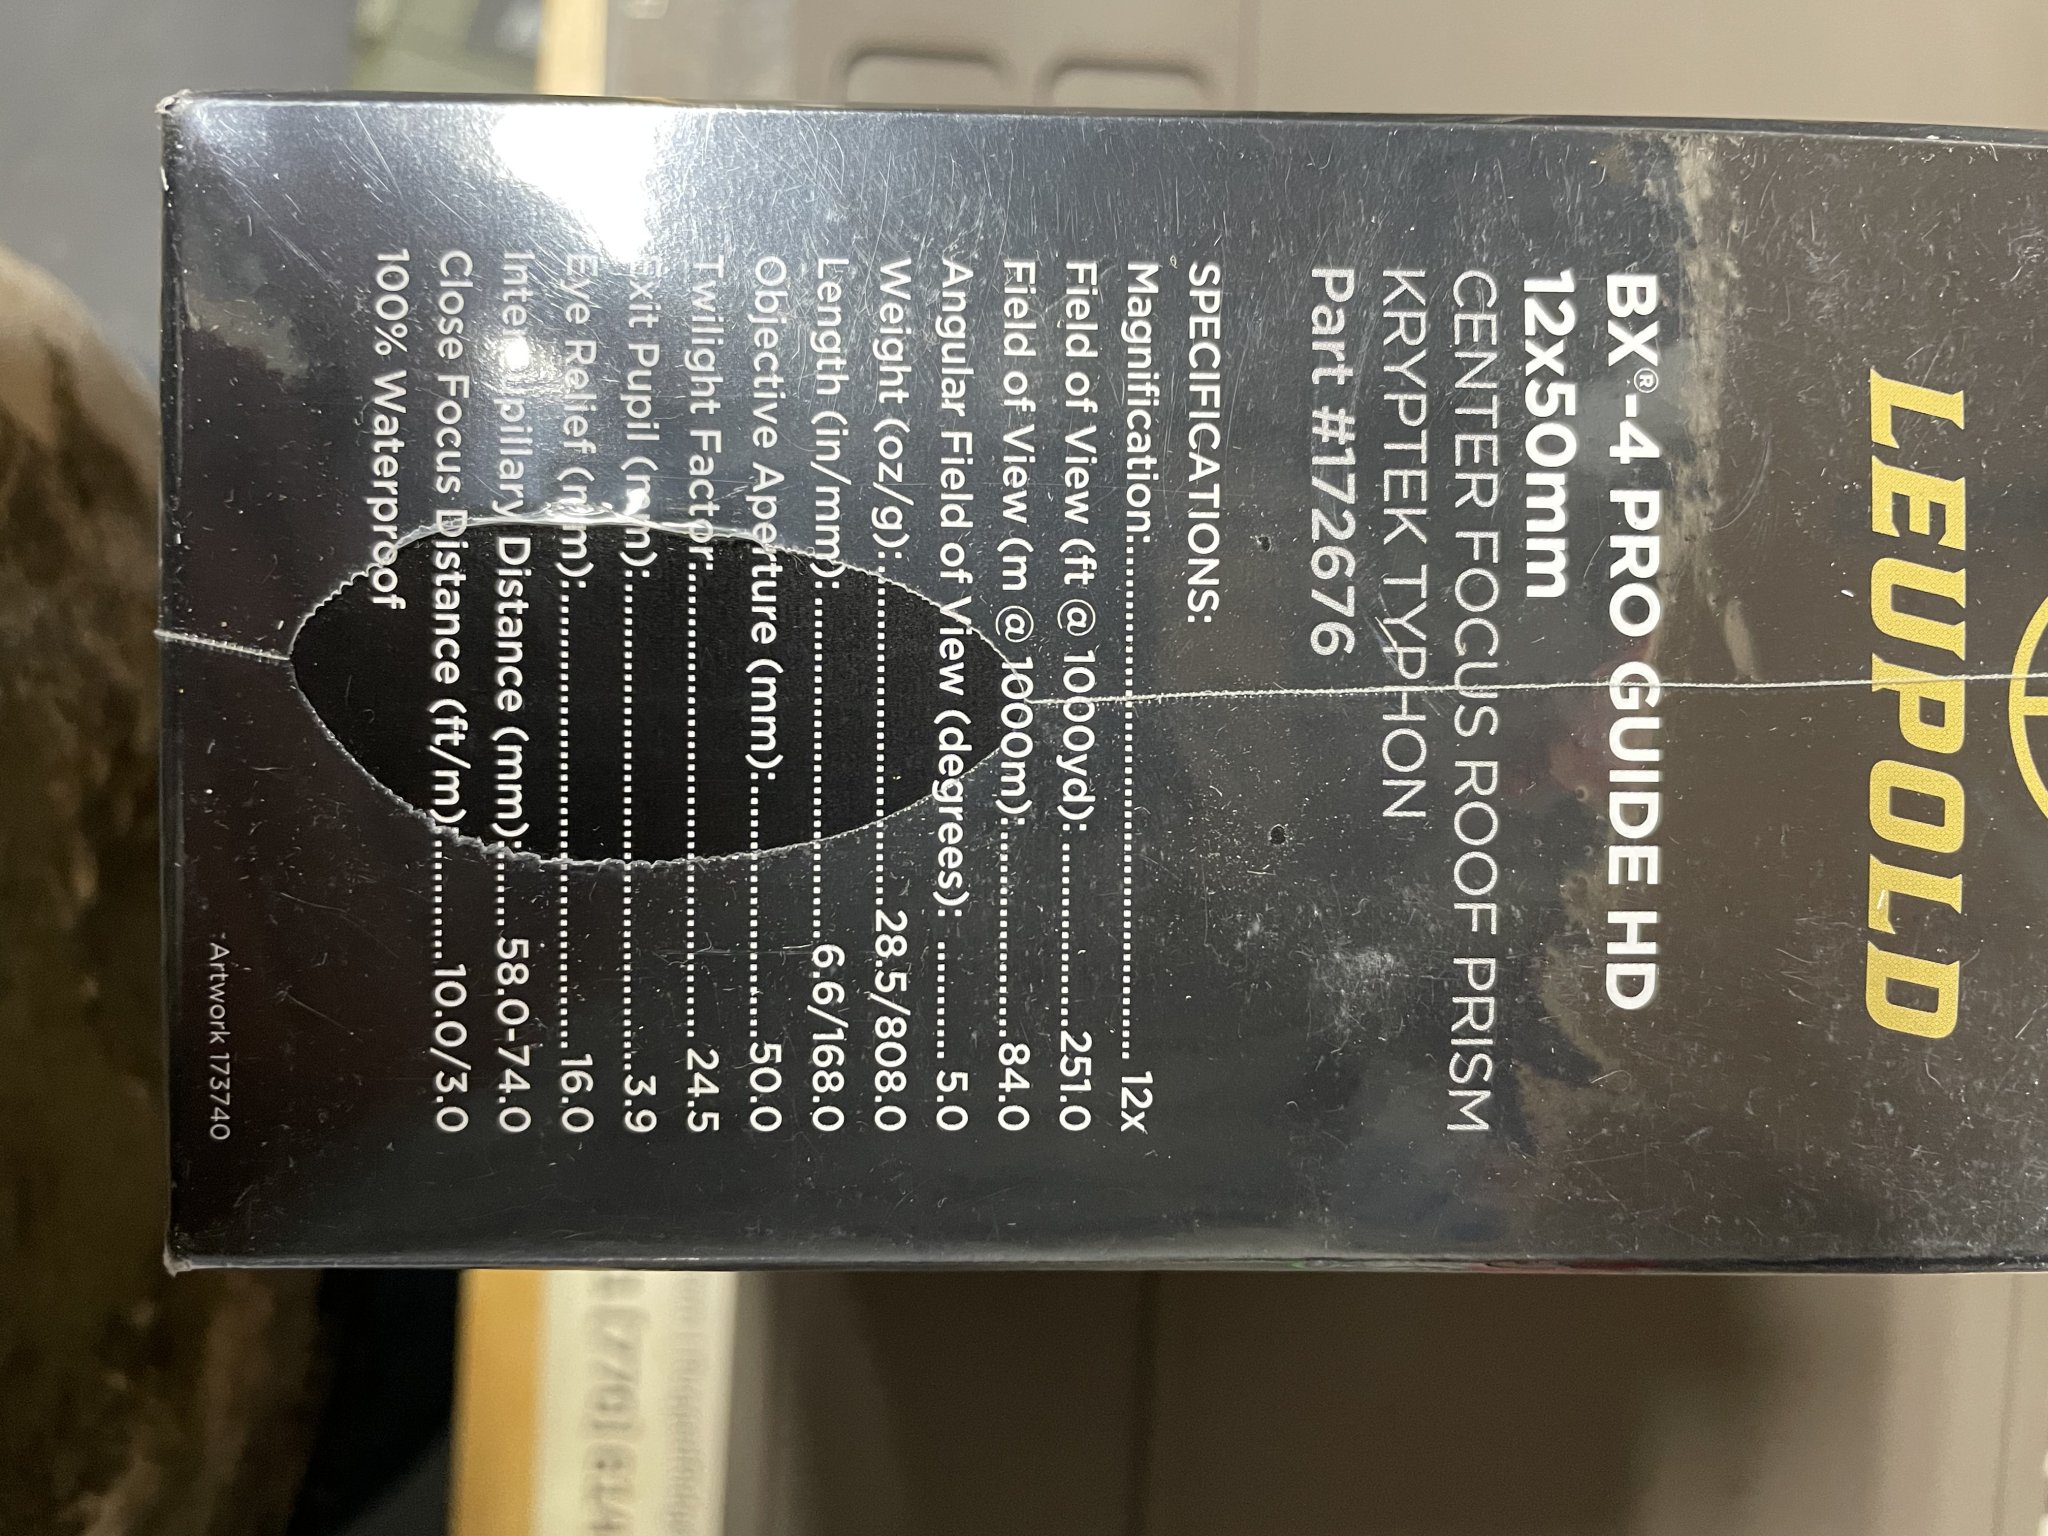 LEUPOLD
BX®-4 PRO GUIDE HD
12x50mm
CENTER FOCUS ROOF PRISM
KRYPTEK TYPHON
Part #172676
SPECIFICATIONS:
Magnification:........................................ 12x
Field of View (ft @ 1000yd): ..............251.0
Field of View (m @ 1000m):...............84.0
Angular Field of View (degrees): .......... 5.0
Weight (oz/g):..........................28.5/808.0
Length (in/mm):..........................6.6/168.0
Objective Aperture (mm): ..................50.0
Twilight Factor:.................................... 24.5
Exit Pupil (mm):.....................................3.9
Eye Relief (mm):..................................16.0
Interpupillary Distance (mm):.......58.0-74.0
Close Focus Distance (ft/m):..........10.0/3.0
100% Waterproof
Artwork 173740